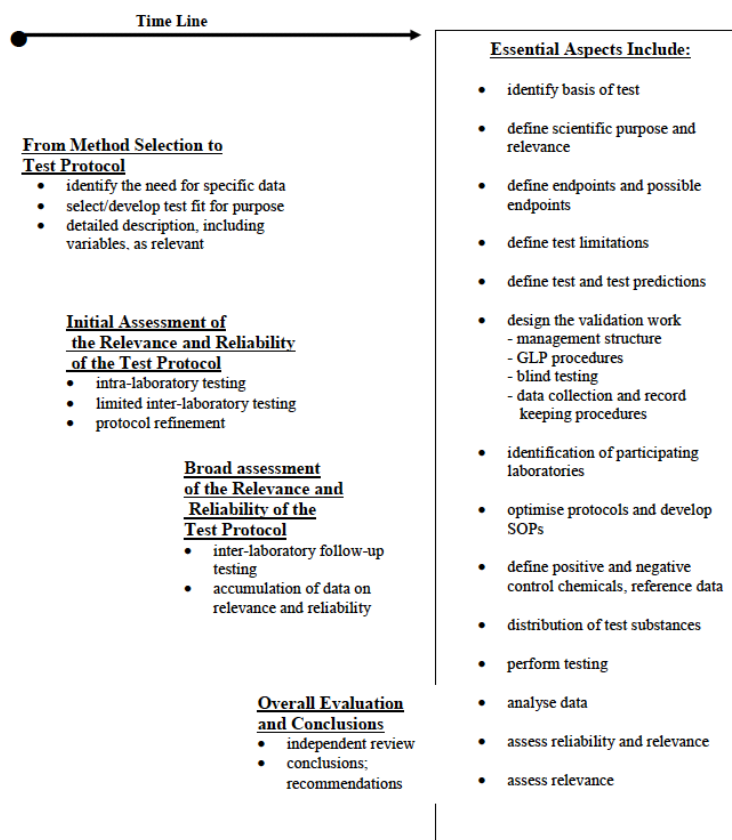 Time Line
From Method Selection to
Test Protocol
• identify the need for specific data
• select/develop test fit for purpose
• detailed description, including
variables, as relevant
Initial Assessment of
the Relevance and Reliability
of the Test Protocol
• intra-laboratory testing
• limited inter-laboratory testing
• protocol refinement
Broad assessment
of the Relevance and
Reliability of the
Test Protocol
• inter-laboratory follow-up
testing
• accumulation of data on
relevance and reliability
Overall Evaluation
and Conclusions
• independent review
• conclusions;
recommendations
Essential Aspects Include:
• identify basis of test
• define scientific purpose and
relevance
• define endpoints and possible
endpoints
• define test limitations
• define test and test predictions
• design the validation work
- management structure
- GLP procedures
- blind testing
- data collection and record
keeping procedures
• identification of participating
laboratories
• optimise protocols and develop
SOPs
• define positive and negative
control chemicals, reference data
• distribution of test substances
• perform testing
• analyse data
• assess reliability and relevance
• assess relevance